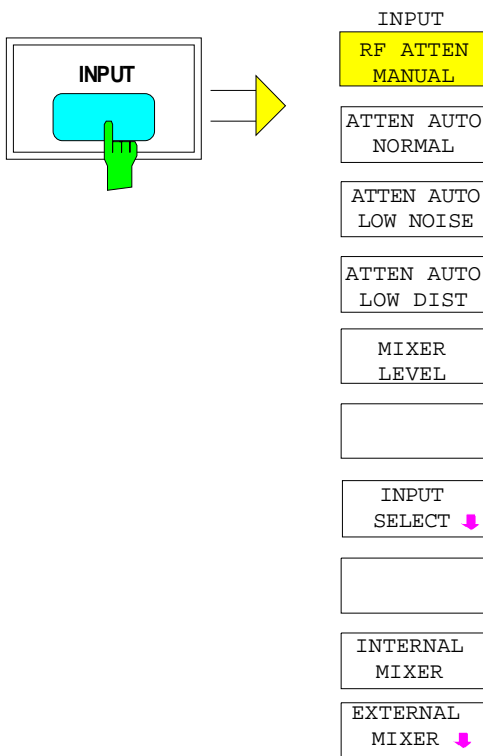 INPUT
INPUT
RF ATTEN
MANUAL
ATTEN AUTO
NORMAL
ATTEN AUTO
LOW NOISE
ATTEN AUTO
LOW DIST
MIXER
LEVEL
INPUT
SELECT
INTERNAL
MIXER
EXTERNAL
MIXER